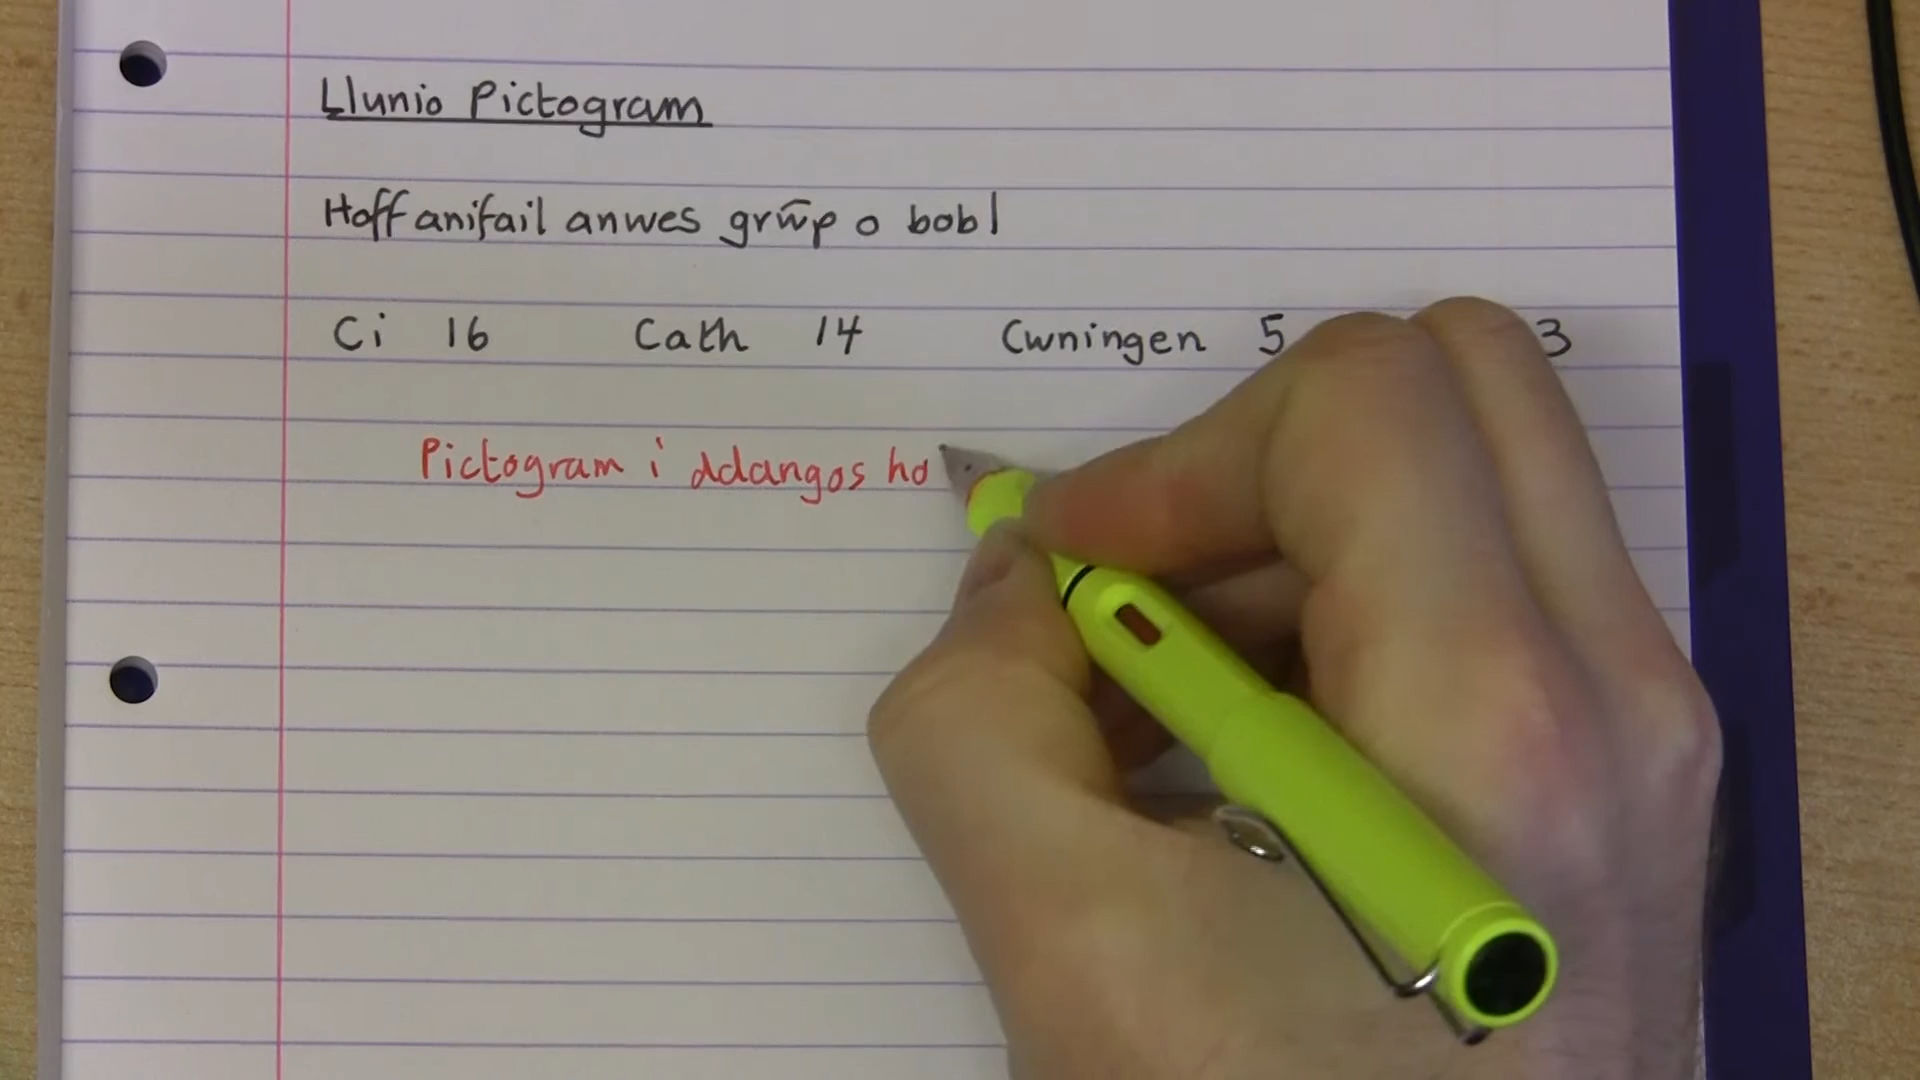 Llunio Pictogram
Hoff anifail anwes grŵp o bobl
Ci 16 Cath 14 Cwningen 5 3
Pictogram i ddangos ho